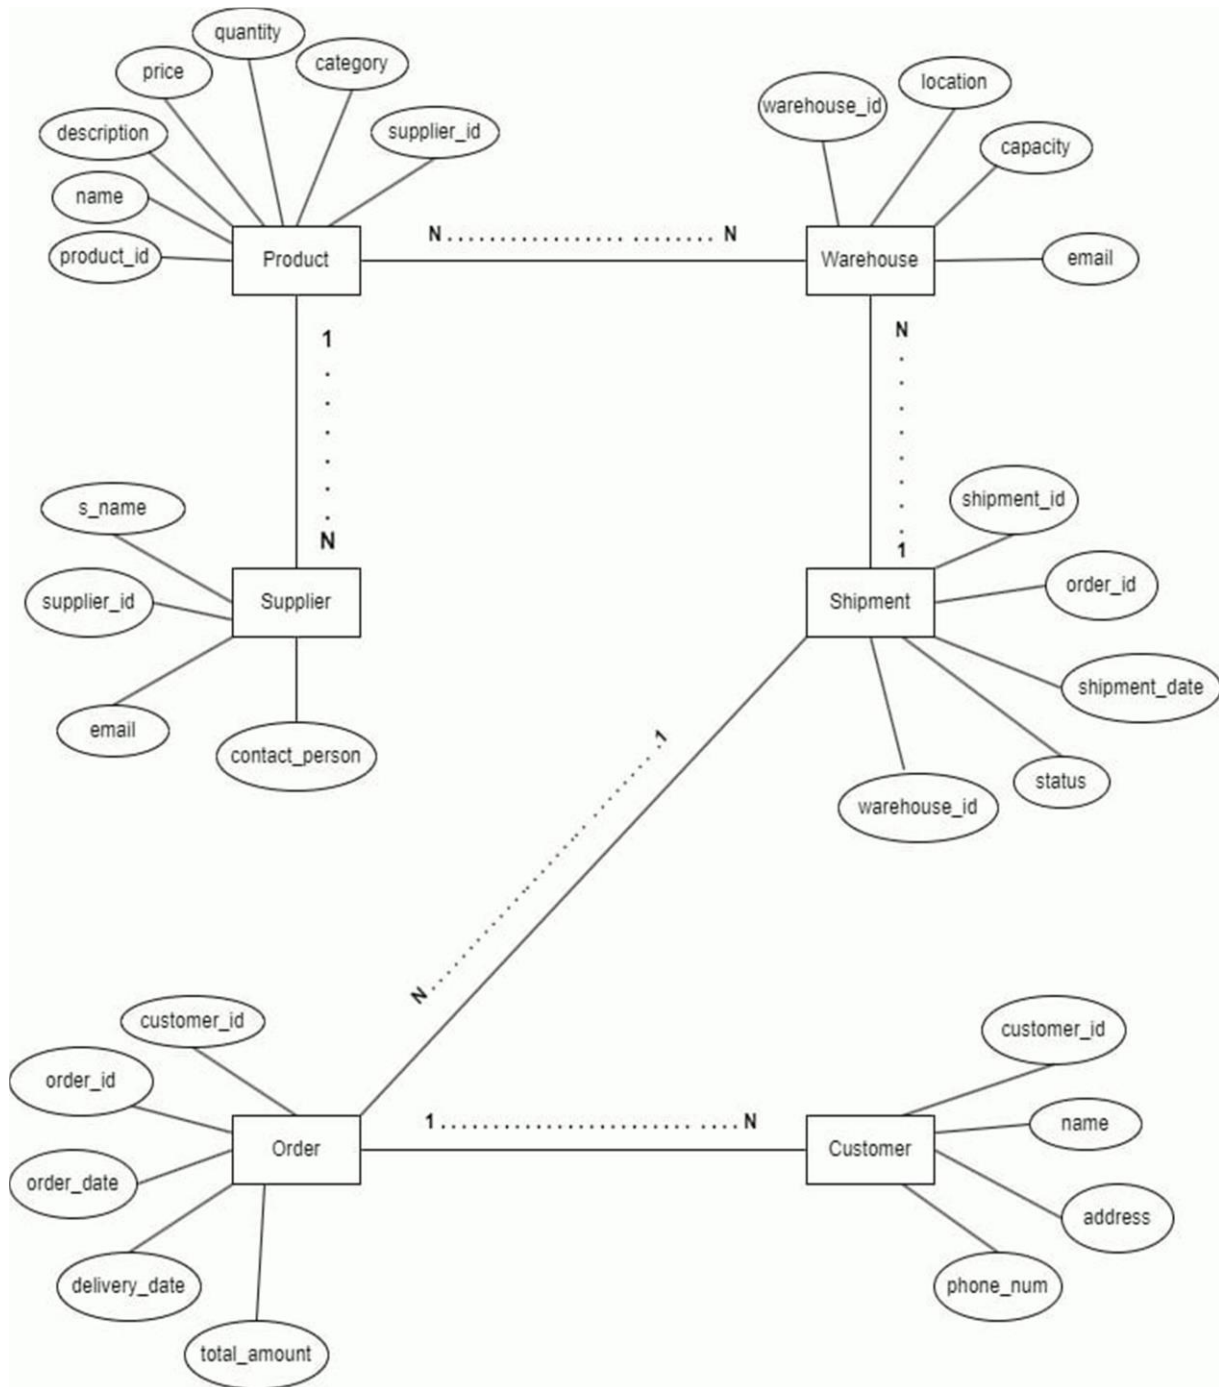 quantity
price
category
location
warehouse_id
description
supplier_id
capacity
name
N
N
product_id
Product
Warehouse
email
1
N
s_name
shipment_id
N
1
supplier_id
Supplier
Shipment
order_id
shipment_date
email
contact_person
1
status
warehouse_id
N
customer_id
customer_id
order_id
name
1
N
Order
Customer
order_date
address
delivery_date
phone_num
total_amount